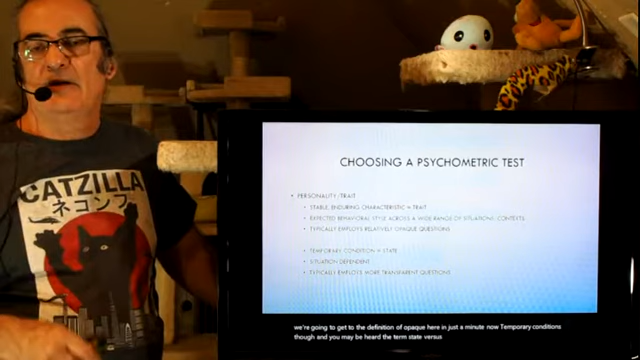 CATZILLA
ネコンフ
CHOOSING A PSYCHOMETRIC TEST
• PERSONALITY/TRAIT
• STABLE, ENDURING CHARACTERISTIC = TRAIT
• EXPECTED BEHAVIORAL STYLE ACROSS A WIDE RANGE OF SITUATIONS, CONTEXTS
• TYPICALLY EMPLOYS RELATIVELY OPAQUE QUESTIONS
• TEMPORARY CONDITION = STATE
• SITUATION DEPENDENT
• TYPICALLY EMPLOYS MORE TRANSPARENT QUESTIONS
we're going to get to the definition of opaque here in just a minute now Temporary conditions
though and you may be heard the term state versus